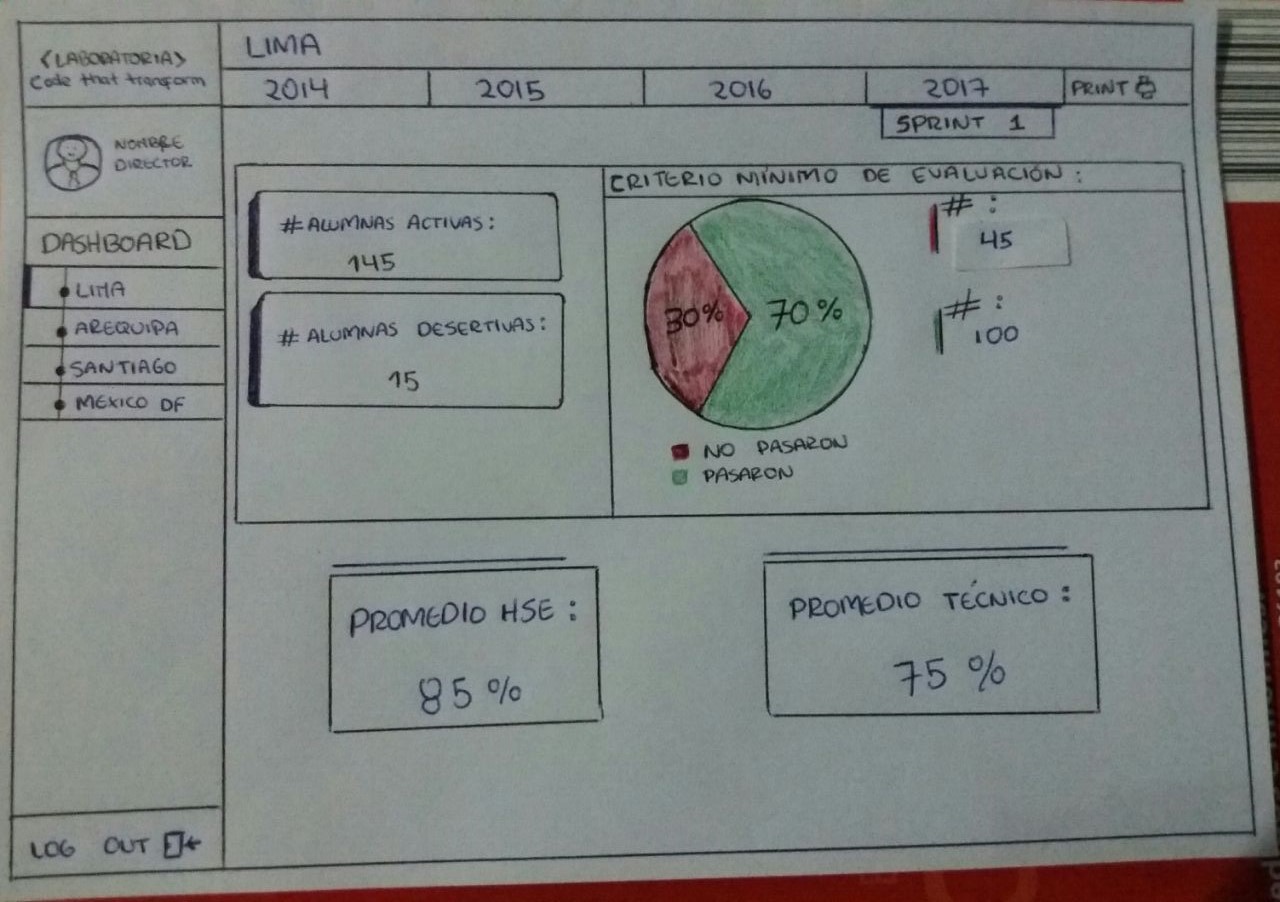 <LABORATORIA>
Code that transform
NOMBRE
DIRECTOR
DASHBOARD
LIMA
AREQUIPA
SANTIAGO
MEXICO DF
LOG OUT
LIMA
2014 2015 2016 2017 PRINT
SPRINT 1
# ALUMNAS ACTIVAS:
145
# ALUMNAS DESERTIVAS:
15
CRITERIO MÍNIMO DE EVALUACIÓN:
30% 70%
# :
45
# :
100
NO PASARON
PASARON
PROMEDIO HSE:
85%
PROMEDIO TÉCNICO:
75%